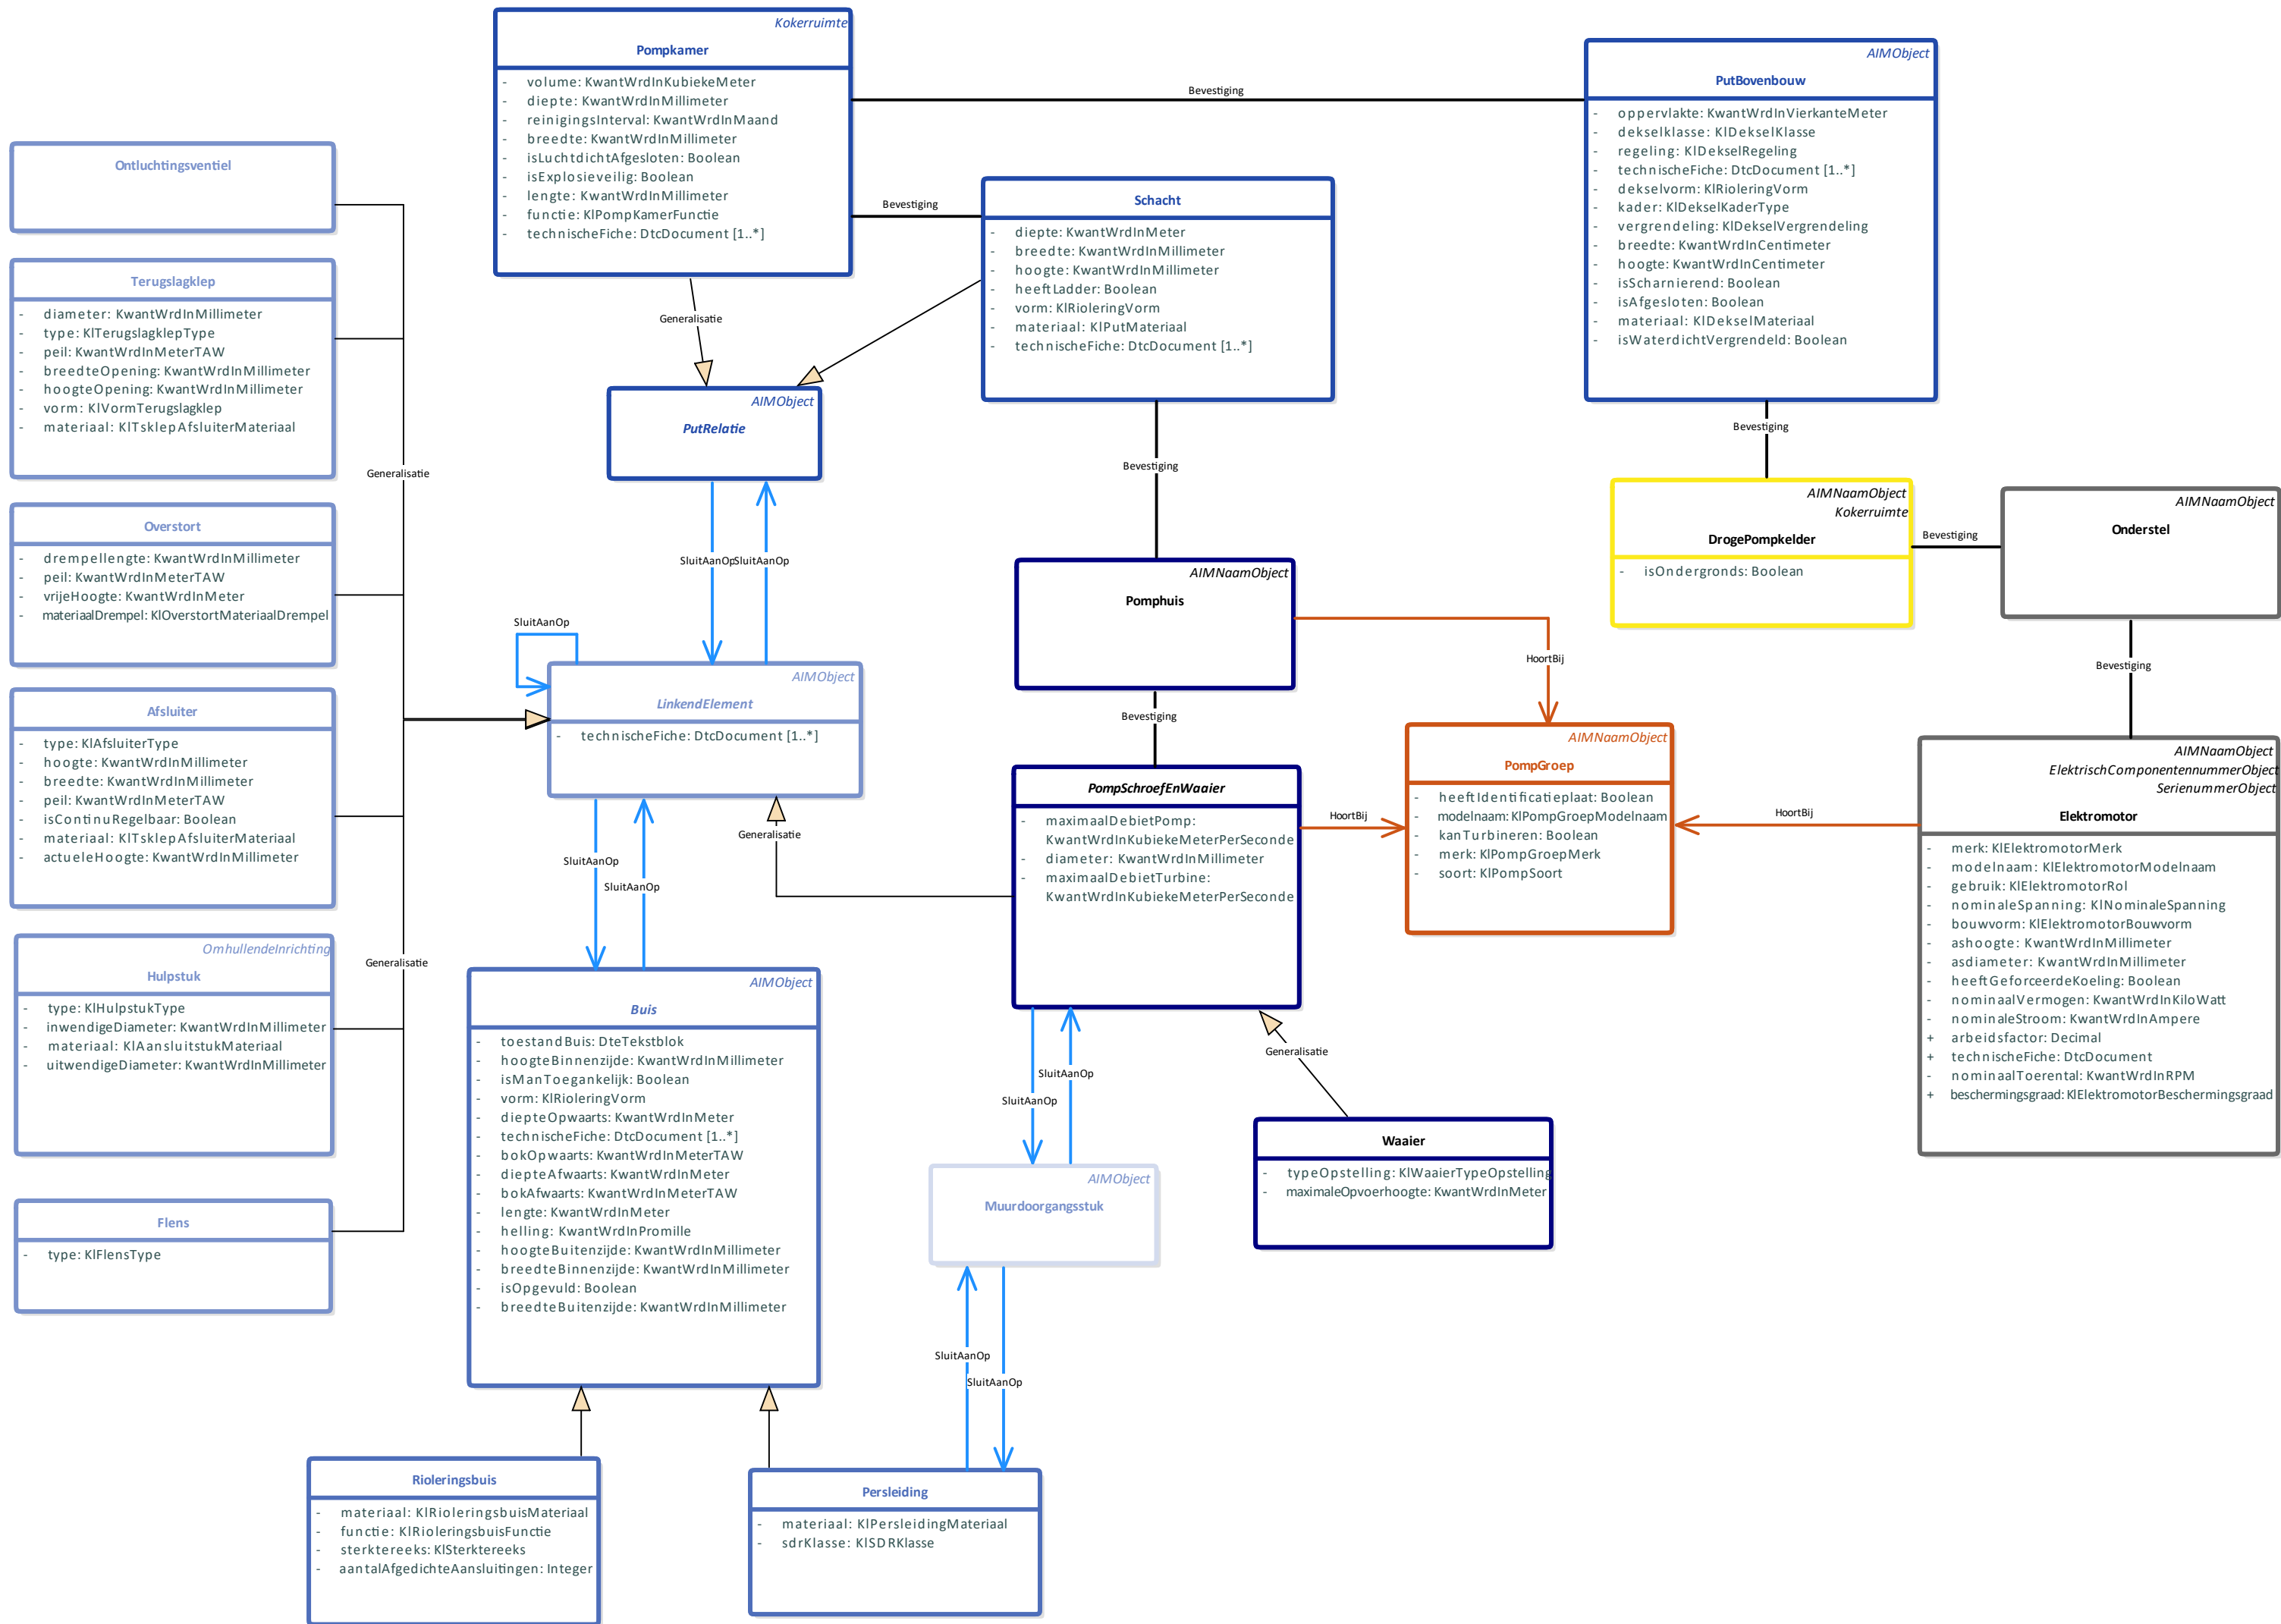 Kokerruimte
Pompkamer
- volume: KwantWrdInKubiekeMeter
- diepte: KwantWrdInMillimeter
- reinigingsInterval: KwantWrdInMaand
- breedte: KwantWrdInMillimeter
- isLuchtdichtAfgesloten: Boolean
- isExplosieveilig: Boolean
- lengte: KwantWrdInMillimeter
- functie: KlPompKamerFunctie
- technischeFiche: DtcDocument [1..*]
Bevestiging
AIMObject
PutBovenbouw
- oppervlakte: KwantWrdInVierkanteMeter
- dekselklasse: KlDekselKlasse
- regeling: KlDekselRegeling
- technischeFiche: DtcDocument [1..*]
- dekselvorm: KlRioleringVorm
- kader: KlDekselKaderType
- vergrendeling: KlDekselVergrendeling
- breedte: KwantWrdInCentimeter
- hoogte: KwantWrdInCentimeter
- isScharnierend: Boolean
- isAfgesloten: Boolean
- materiaal: KlDekselMateriaal
- isWaterdichtVergrendeld: Boolean
Bevestiging
Schacht
- diepte: KwantWrdInMeter
- breedte: KwantWrdInMillimeter
- hoogte: KwantWrdInMillimeter
- heeftLadder: Boolean
- vorm: KlRioleringVorm
- materiaal: KlPutMateriaal
- technischeFiche: DtcDocument [1..*]
Ontluchtingsventiel
Terugslagklep
- diameter: KwantWrdInMillimeter
- type: KlTerugslagklepType
- peil: KwantWrdInMeterTAW
- breedteOpening: KwantWrdInMillimeter
- hoogteOpening: KwantWrdInMillimeter
- vorm: KlVormTerugslagklep
- materiaal: KlTsklepAfsluiterMateriaal
Generalisatie
Generalisatie
AIMObject
PutRelatie
Bevestiging
Bevestiging
AIMNaamObject
Kokerruimte
DrogePompkelder
- isOndergronds: Boolean
Bevestiging
AIMNaamObject
Onderstel
Overstort
- drempellengte: KwantWrdInMillimeter
- peil: KwantWrdInMeterTAW
- vrijeHoogte: KwantWrdInMeter
- materiaalDrempel: KlOverstortMateriaalDrempel
SluitAanOp
SluitAanOp
SluitAanOp
AIMNaamObject
Pomphuis
HoortBij
Bevestiging
Afsluiter
- type: KlAfsluiterType
- hoogte: KwantWrdInMillimeter
- breedte: KwantWrdInMillimeter
- peil: KwantWrdInMeterTAW
- isContinuRegelbaar: Boolean
- materiaal: KlTsklepAfsluiterMateriaal
- actueleHoogte: KwantWrdInMillimeter
AIMObject
LinkendElement
- technischeFiche: DtcDocument [1..*]
Bevestiging
PompSchroefEnWaaier
- maximaalDebietPomp:
KwantWrdInKubiekeMeterPerSeconde
- diameter: KwantWrdInMillimeter
- maximaalDebietTurbine:
KwantWrdInKubiekeMeterPerSeconde
HoortBij
AIMNaamObject
PompGroep
- heeftIdentificatieplaat: Boolean
- modelnaam: KlPompGroepModelnaam
- kanTurbineren: Boolean
- merk: KlPompGroepMerk
- soort: KlPompSoort
HoortBij
AIMNaamObject
ElektrischComponentennummerObject
SerienummerObject
Elektromotor
- merk: KlElektromotorMerk
- modelnaam: KlElektromotorModelnaam
- gebruik: KlElektromotorRol
- nominaleSpanning: KlNominaleSpanning
- bouwvorm: KlElektromotorBouwvorm
- ashoogte: KwantWrdInMillimeter
- asdiameter: KwantWrdInMillimeter
- heeftGeforceerdeKoeling: Boolean
- nominaalVermogen: KwantWrdInKiloWatt
- nominaleStroom: KwantWrdInAmpere
+ arbeidsfactor: Decimal
+ technischeFiche: DtcDocument
- nominaalToerental: KwantWrdInRPM
+ beschermingsgraad: KlElektromotorBeschermingsgraad
Generalisatie
SluitAanOp
SluitAanOp
Generalisatie
OmhullendeInrichting
Hulpstuk
- type: KlHulpstukType
- inwendigeDiameter: KwantWrdInMillimeter
- materiaal: KlAansluitstukMateriaal
- uitwendigeDiameter: KwantWrdInMillimeter
AIMObject
Buis
- toestandBuis: DteTekstblok
- hoogteBinnenzijde: KwantWrdInMillimeter
- isManToegankelijk: Boolean
- vorm: KlRioleringVorm
- diepteOpwaarts: KwantWrdInMeter
- technischeFiche: DtcDocument [1..*]
- bokOpwaarts: KwantWrdInMeterTAW
- diepteAfwaarts: KwantWrdInMeter
- bokAfwaarts: KwantWrdInMeterTAW
- lengte: KwantWrdInMeter
- helling: KwantWrdInPromille
- hoogteBuitenzijde: KwantWrdInMillimeter
- breedteBinnenzijde: KwantWrdInMillimeter
- isOpgevuld: Boolean
- breedteBuitenzijde: KwantWrdInMillimeter
Generalisatie
SluitAanOp
SluitAanOp
Waaier
- typeOpstelling: KlWaaierTypeOpstelling
- maximaleOpvoerhoogte: KwantWrdInMeter
AIMObject
Muurdoorgangsstuk
Flens
- type: KlFlensType
SluitAanOp
SluitAanOp
Rioleringsbuis
- materiaal: KlRioleringsbuisMateriaal
- functie: KlRioleringsbuisFunctie
- sterktereeks: KlSterktereeks
- aantalAfgedichteAansluitingen: Integer
Persleiding
- materiaal: KlPersleidingMateriaal
- sdrKlasse: KlSDRKlasse